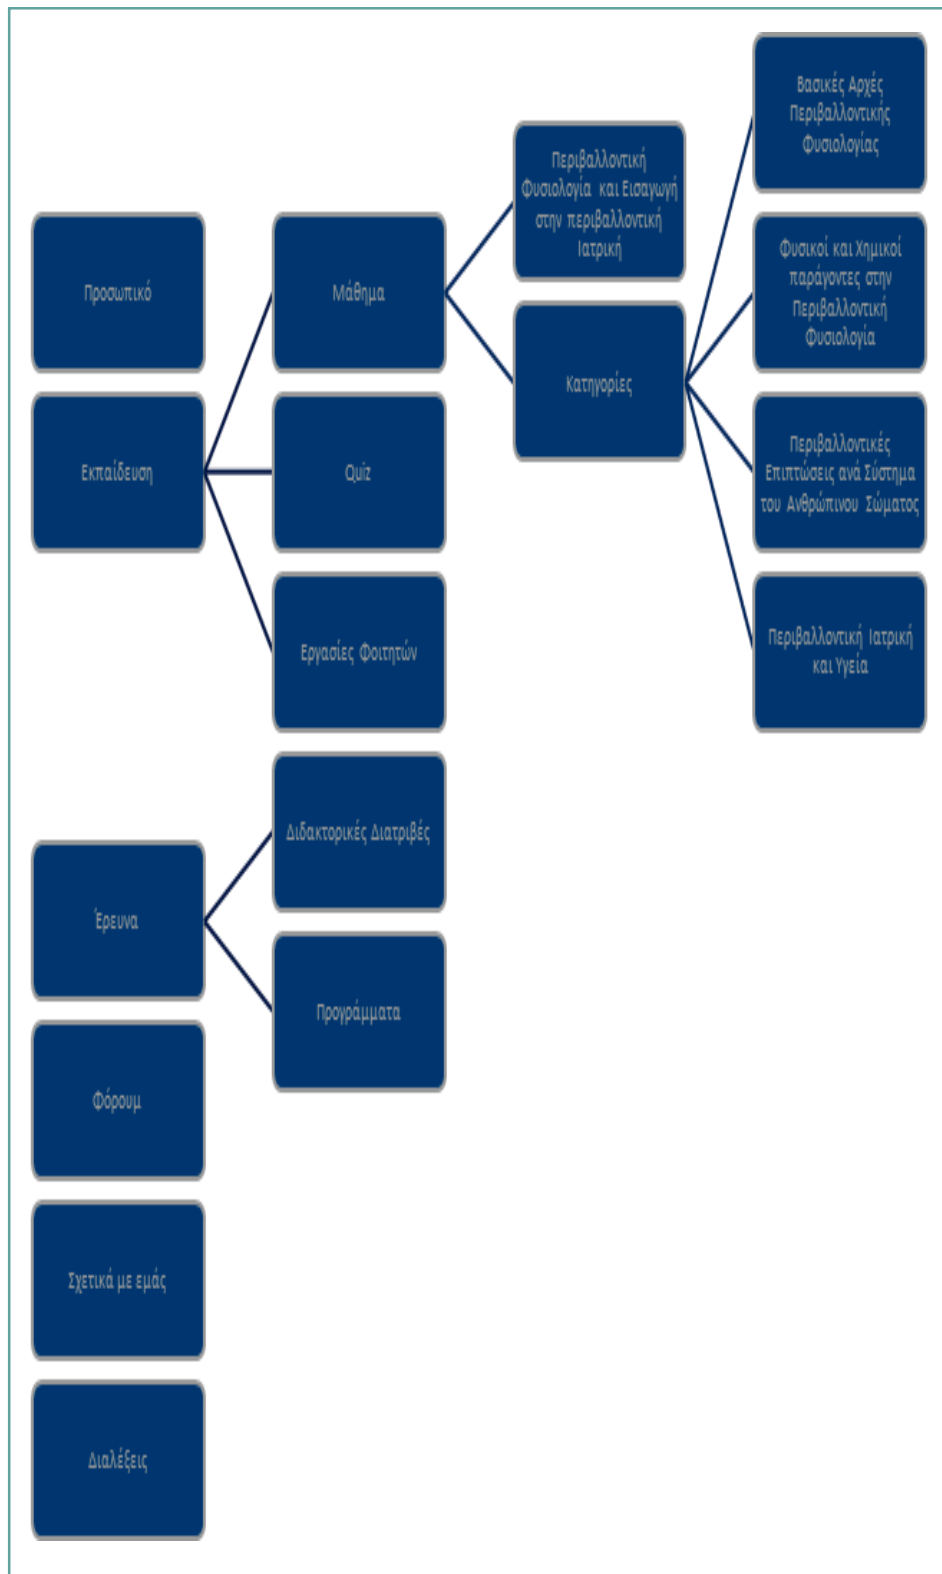 Προσωπικό
Εκπαίδευση
Μάθημα
Περιβαλλοντική
Φυσιολογία και Εισαγωγή
στην περιβαλλοντική
Ιατρική
Κατηγορίες
Βασικές Αρχές
Περιβαλλοντικής
Φυσιολογίας
Φυσικοί και Χημικοί
παράγοντες στην
Περιβαλλοντική
Φυσιολογία
Περιβαλλοντικές
Επιπτώσεις ανά Σύστημα
του Ανθρώπινου Σώματος
Περιβαλλοντική Ιατρική
και Υγεία
Quiz
Εργασίες Φοιτητών
Έρευνα
Διδακτορικές Διατριβές
Προγράμματα
Φόρουμ
Σχετικά με εμάς
Διαλέξεις